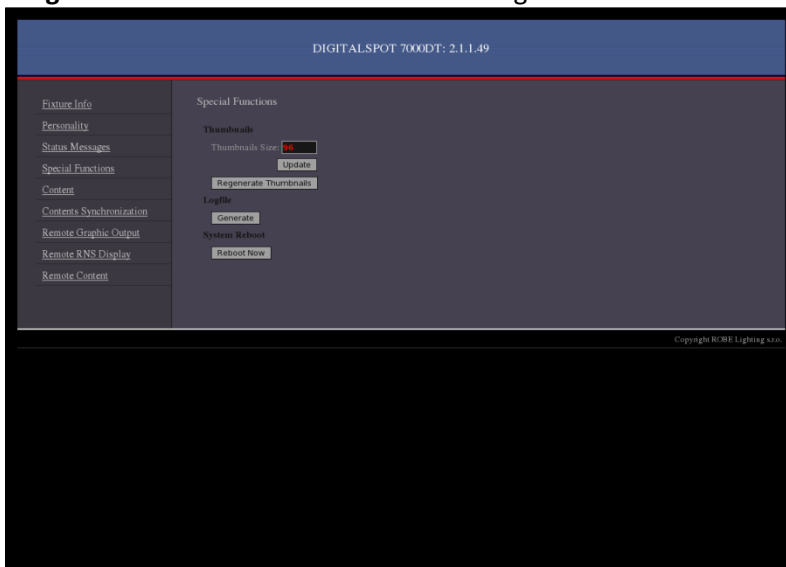 DIGITALSPOT 7000DT: 2.1.1.49
Fixture Info
Personality
Status Messages
Special Functions
Content
Contents Synchronization
Remote Graphic Output
Remote RNS Display
Remote Content
Special Functions
Thumbnails
Thumbnails Size: 96
Update
Regenerate Thumbnails
Logfile
Generate
System Reboot
Reboot Now
Copyright ROBE Lighting s.r.o.